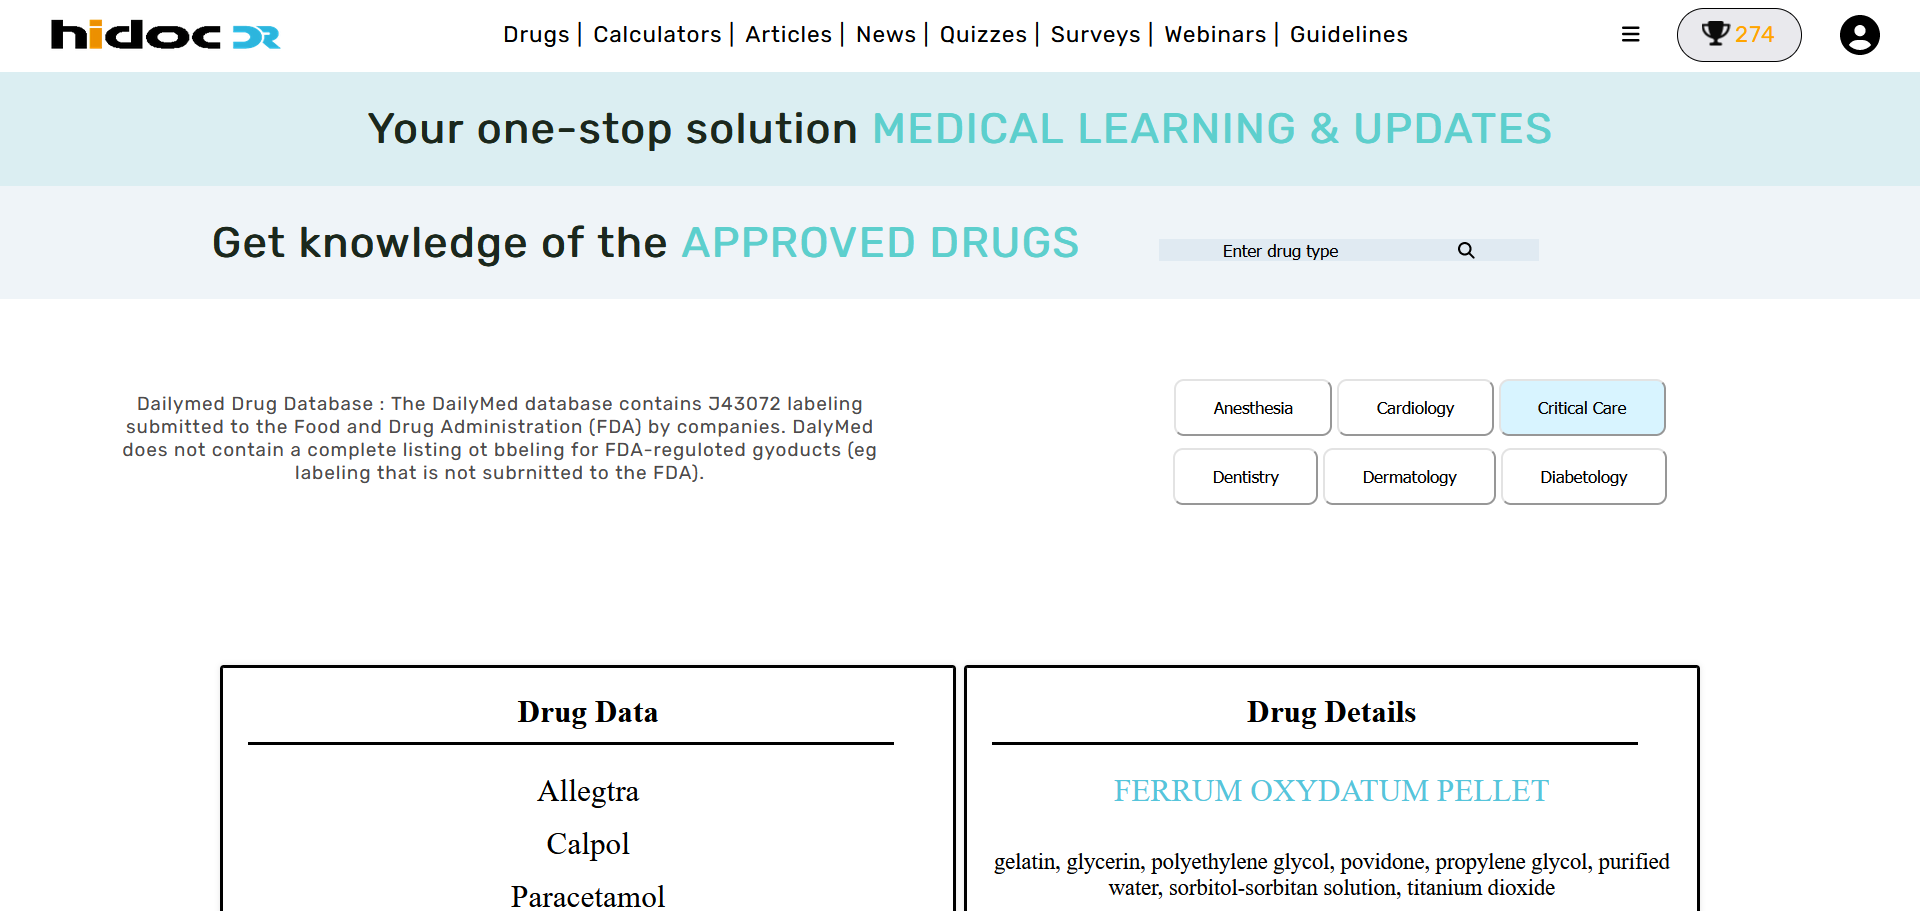 hidoc DR
Drugs | Calculators | Articles | News | Quizzes | Surveys | Webinars | Guidelines
274
Your one-stop solution MEDICAL LEARNING & UPDATES
Get knowledge of the APPROVED DRUGS
Enter drug type
Dailymed Drug Database : The DailyMed database contains J43072 labeling
submitted to the Food and Drug Administration (FDA) by companies. DalyMed
does not contain a complete listing ot bbeling for FDA-reguloted gyoducts (eg
labeling that is not subrnitted to the FDA).
Anesthesia
Cardiology
Critical Care
Dentistry
Dermatology
Diabetology
Drug Data
Allegtra
Calpol
Paracetamol
Drug Details
FERRUM OXYDATUM PELLET
gelatin, glycerin, polyethylene glycol, povidone, propylene glycol, purified
water, sorbitol-sorbitan solution, titanium dioxide